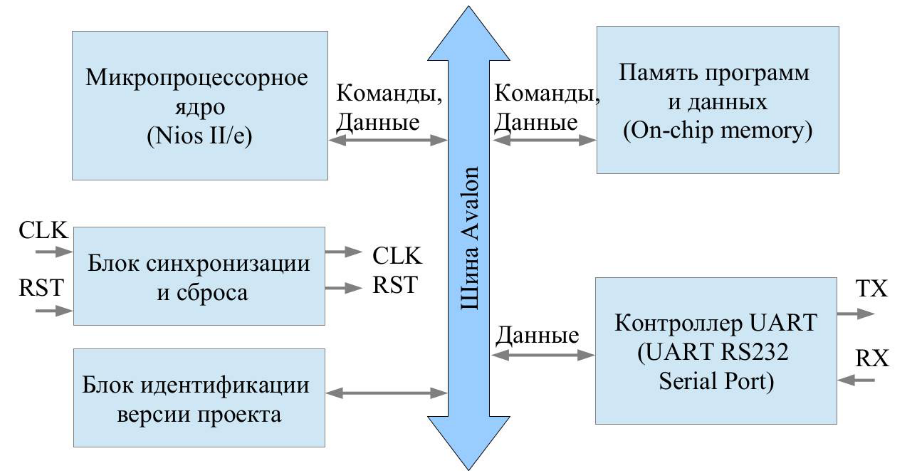 Микропроцессорное
ядро
(Nios II/e)
Команды,
Данные
Команды,
Данные
Память программ
и данных
(On-chip memory)
Шина Avalon
CLK
RST
Блок синхронизации
и сброса
CLK
RST
Данные
Контроллер UART
(UART RS232
Serial Port)
TX
RX
Блок идентификации
версии проекта